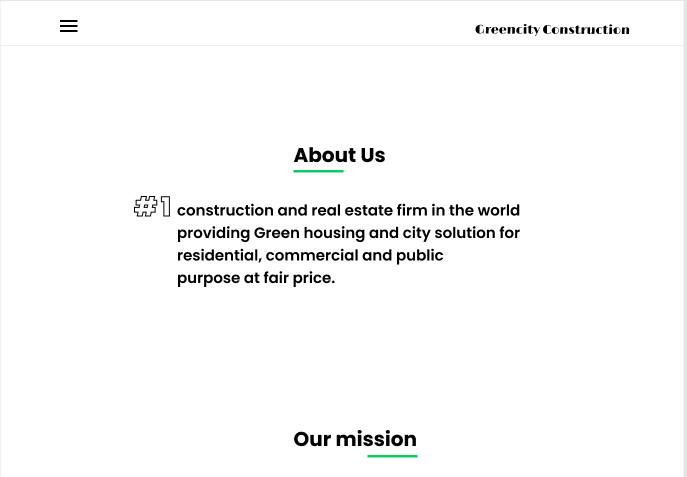 Greencity Construction
About Us
#1 construction and real estate firm in the world
providing Green housing and city solution for
residential, commercial and public
purpose at fair price.
Our mission